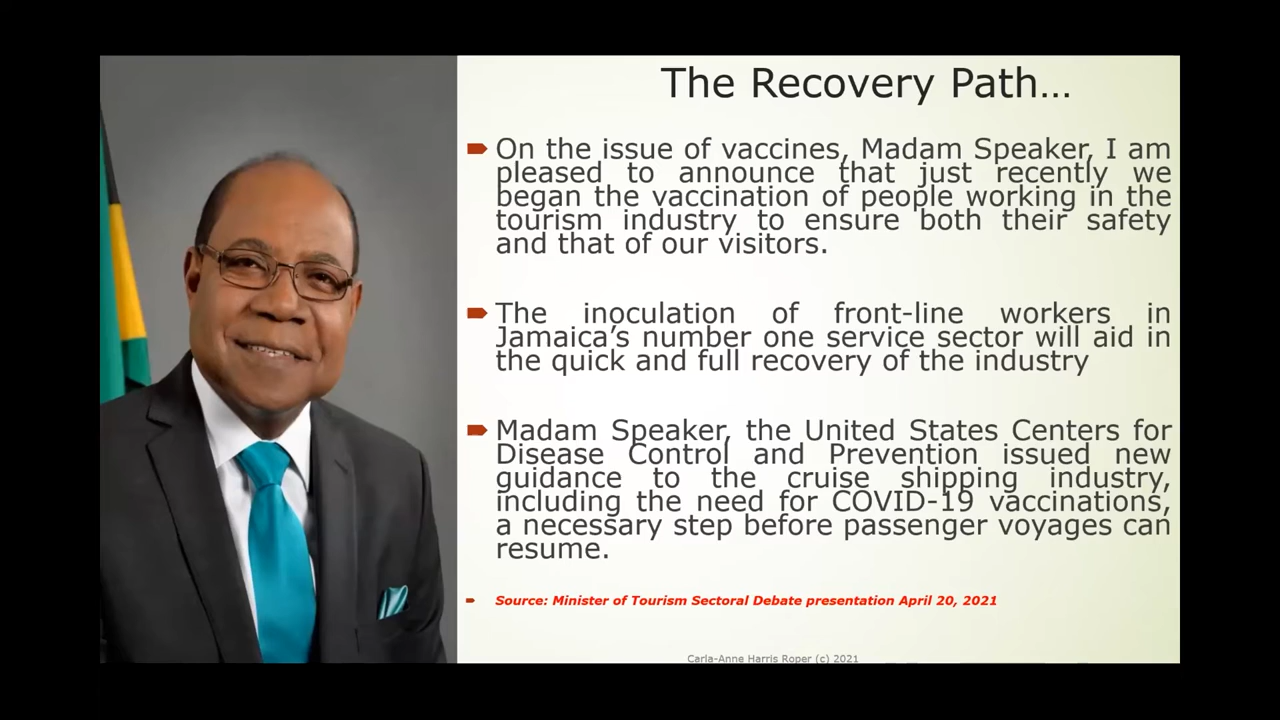 The Recovery Path...
On the issue of vaccines, Madam Speaker, I am
pleased to announce that just recently we
began the vaccination of people working in the
tourism industry to ensure both their safety
and that of our visitors.
The inoculation of front-line workers in
Jamaica's number one service sector will aid in
the quick and full recovery of the industry
Madam Speaker, the United States Centers for
Disease Control and Prevention issued new
guidance to the cruise shipping industry,
including the need for COVID-19 vaccinations,
a necessary step before passenger voyages can
resume.
Source: Minister of Tourism Sectoral Debate presentation April 20, 2021
Carla-Anne Harris Roper (c) 2021